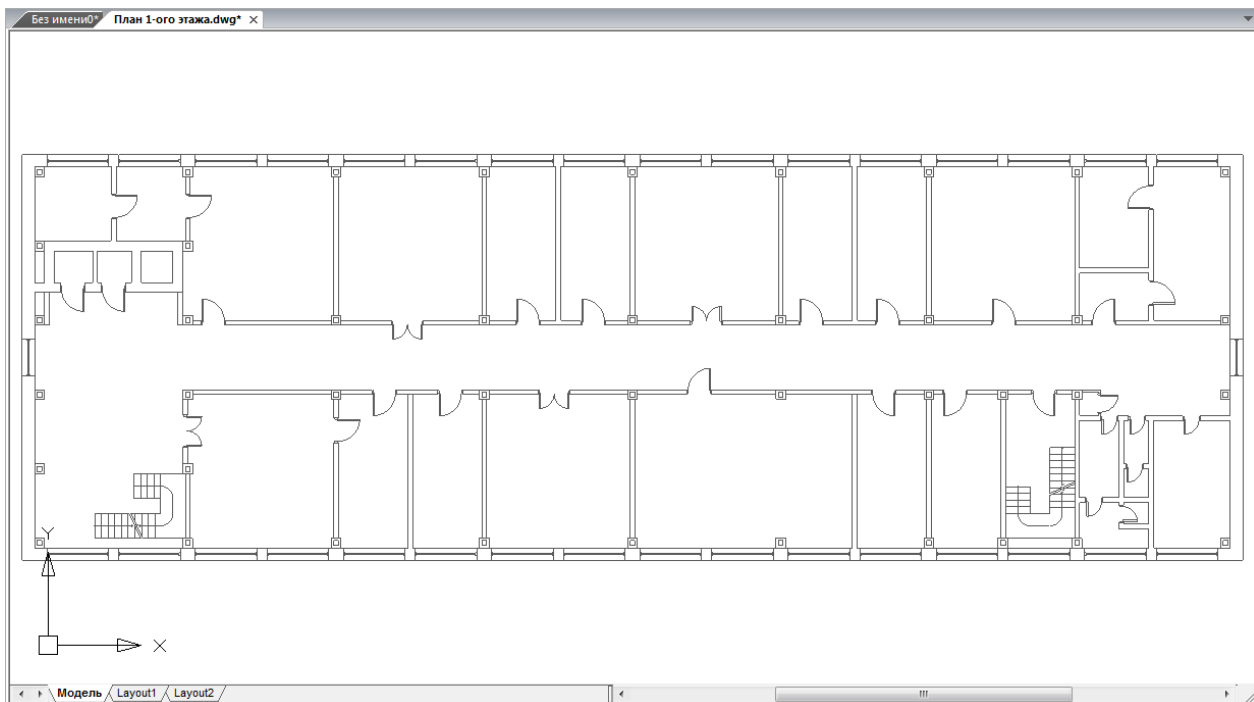 Без имени0*
План 1-ого этажа.dwg*
Y
X
Модель
Layout1
Layout2